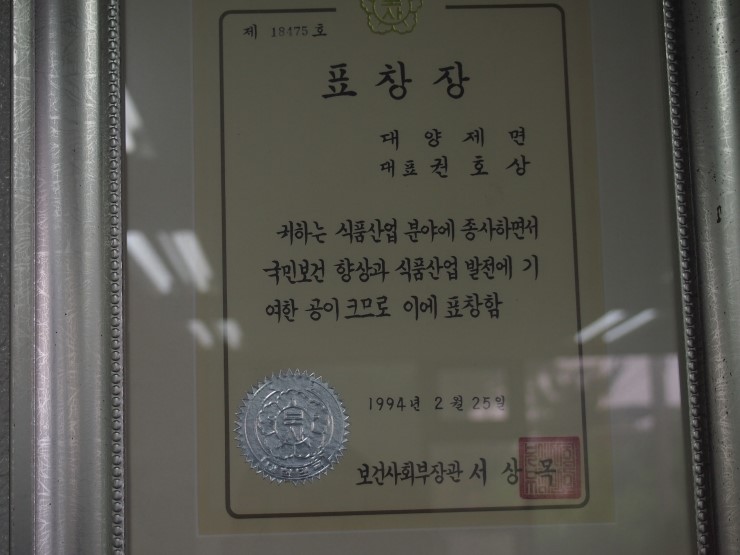 제 18475 호
표 창 장
대 양 제 면
대표 권 호 상
귀하는 식품산업 분야에 종사하면서
국민보건 향상과 식품산업 발전에 기
여한 공이 크므로 이에 표창함
1994년 2 월 25일
보건사회부장관 서 상 목